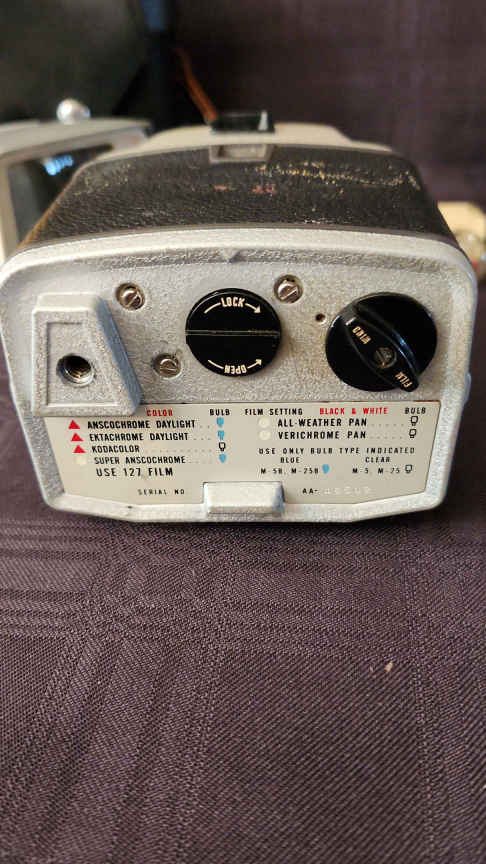 LOCK
OPEN
WIND
FILM
COLOR BULB FILM SETTING BLACK & WHITE BULB
ANSCOCHROME DAYLIGHT . . ALL-WEATHER PAN . . . . .
EKTACHROME DAYLIGHT . . . VERICHROME PAN . . . . .
KODACOLOR . . . . . . . . . USE ONLY BULB TYPE INDICATED
SUPER ANSCOCHROME . . . . BLUE CLEAR
USE 127 FILM M-5B, M-25B M-5, M-25
SERIAL NO. AA-